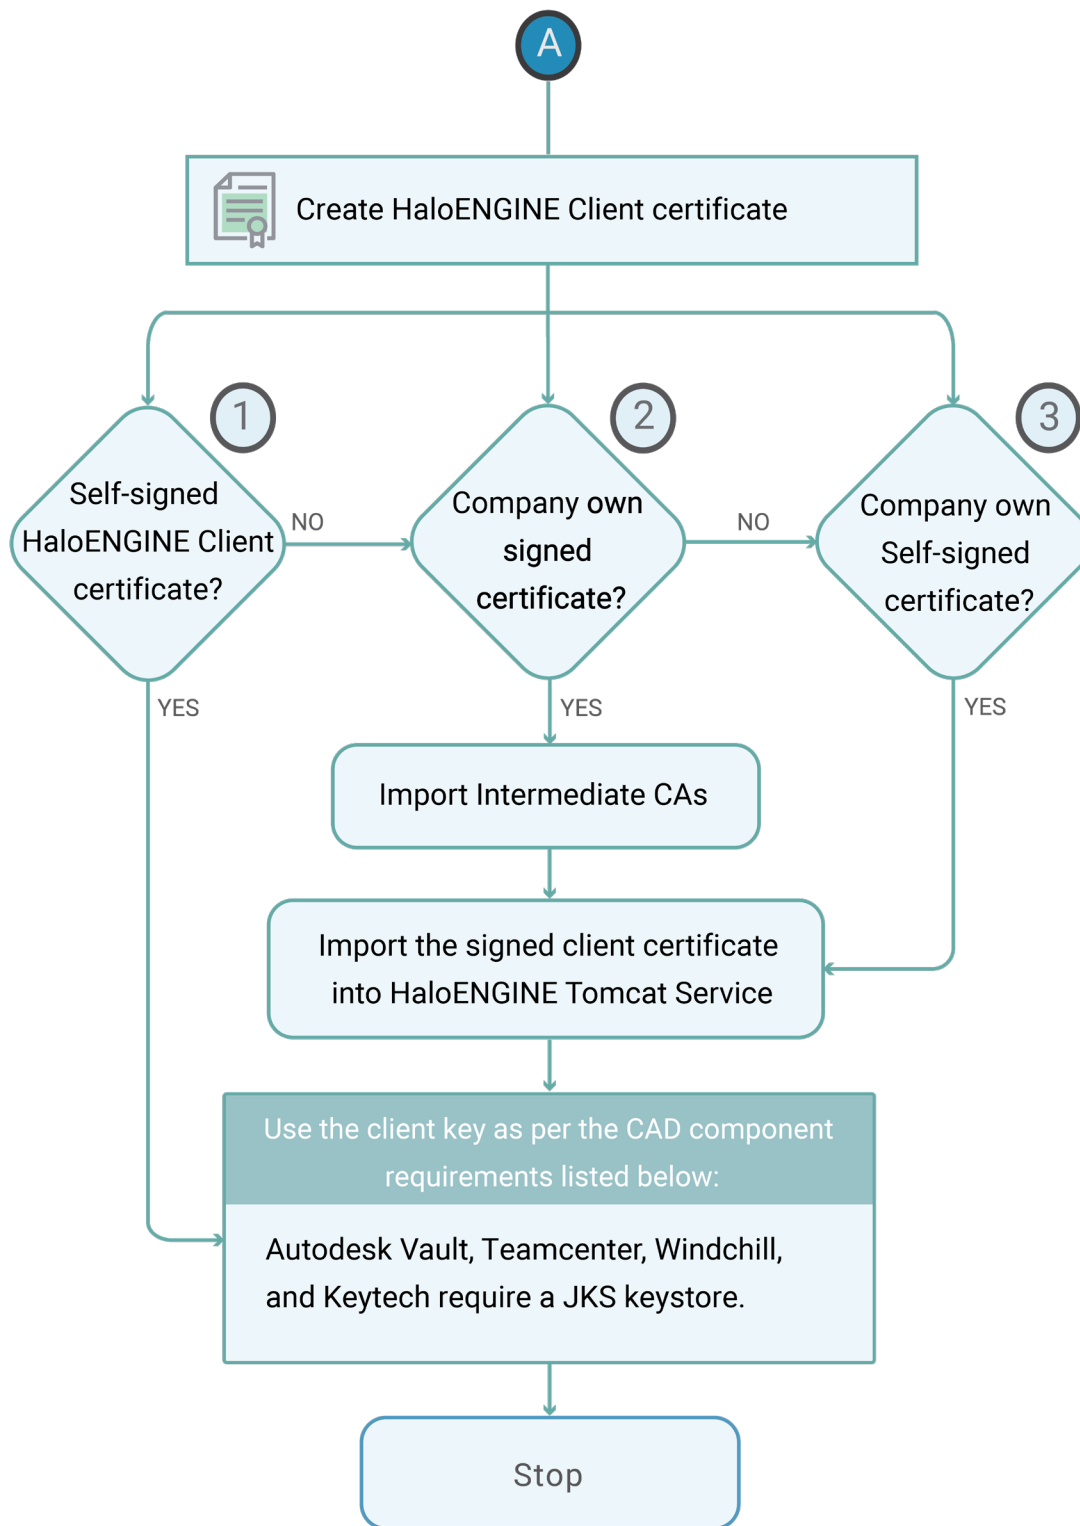 A
Create HaloENGINE Client certificate
1
2
3
Self-signed
HaloENGINE Client
certificate?
NO
Company own
signed
certificate?
NO
Company own
Self-signed
certificate?
YES
YES
YES
Import Intermediate CAs
Import the signed client certificate
into HaloENGINE Tomcat Service
Use the client key as per the CAD component
requirements listed below:
Autodesk Vault, Teamcenter, Windchill,
and Keytech require a JKS keystore.
Stop